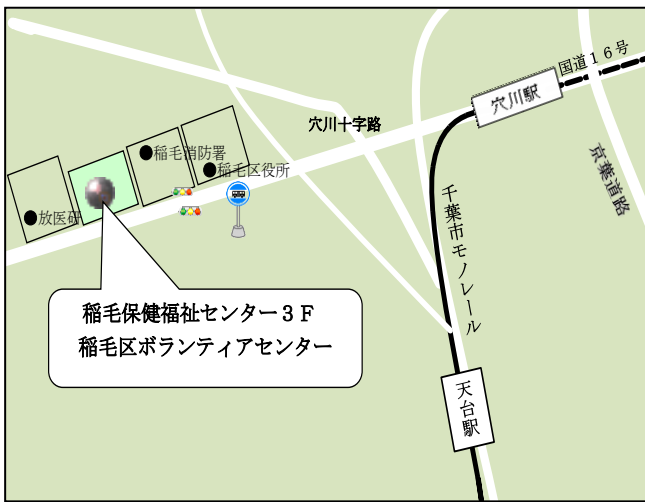 国道１６号
穴川駅
穴川十字路
京葉道路
稲毛消防署
稲毛区役所
放医研
千葉市モノレール
稲毛保健福祉センター３Ｆ
稲毛区ボランティアセンター
天台駅